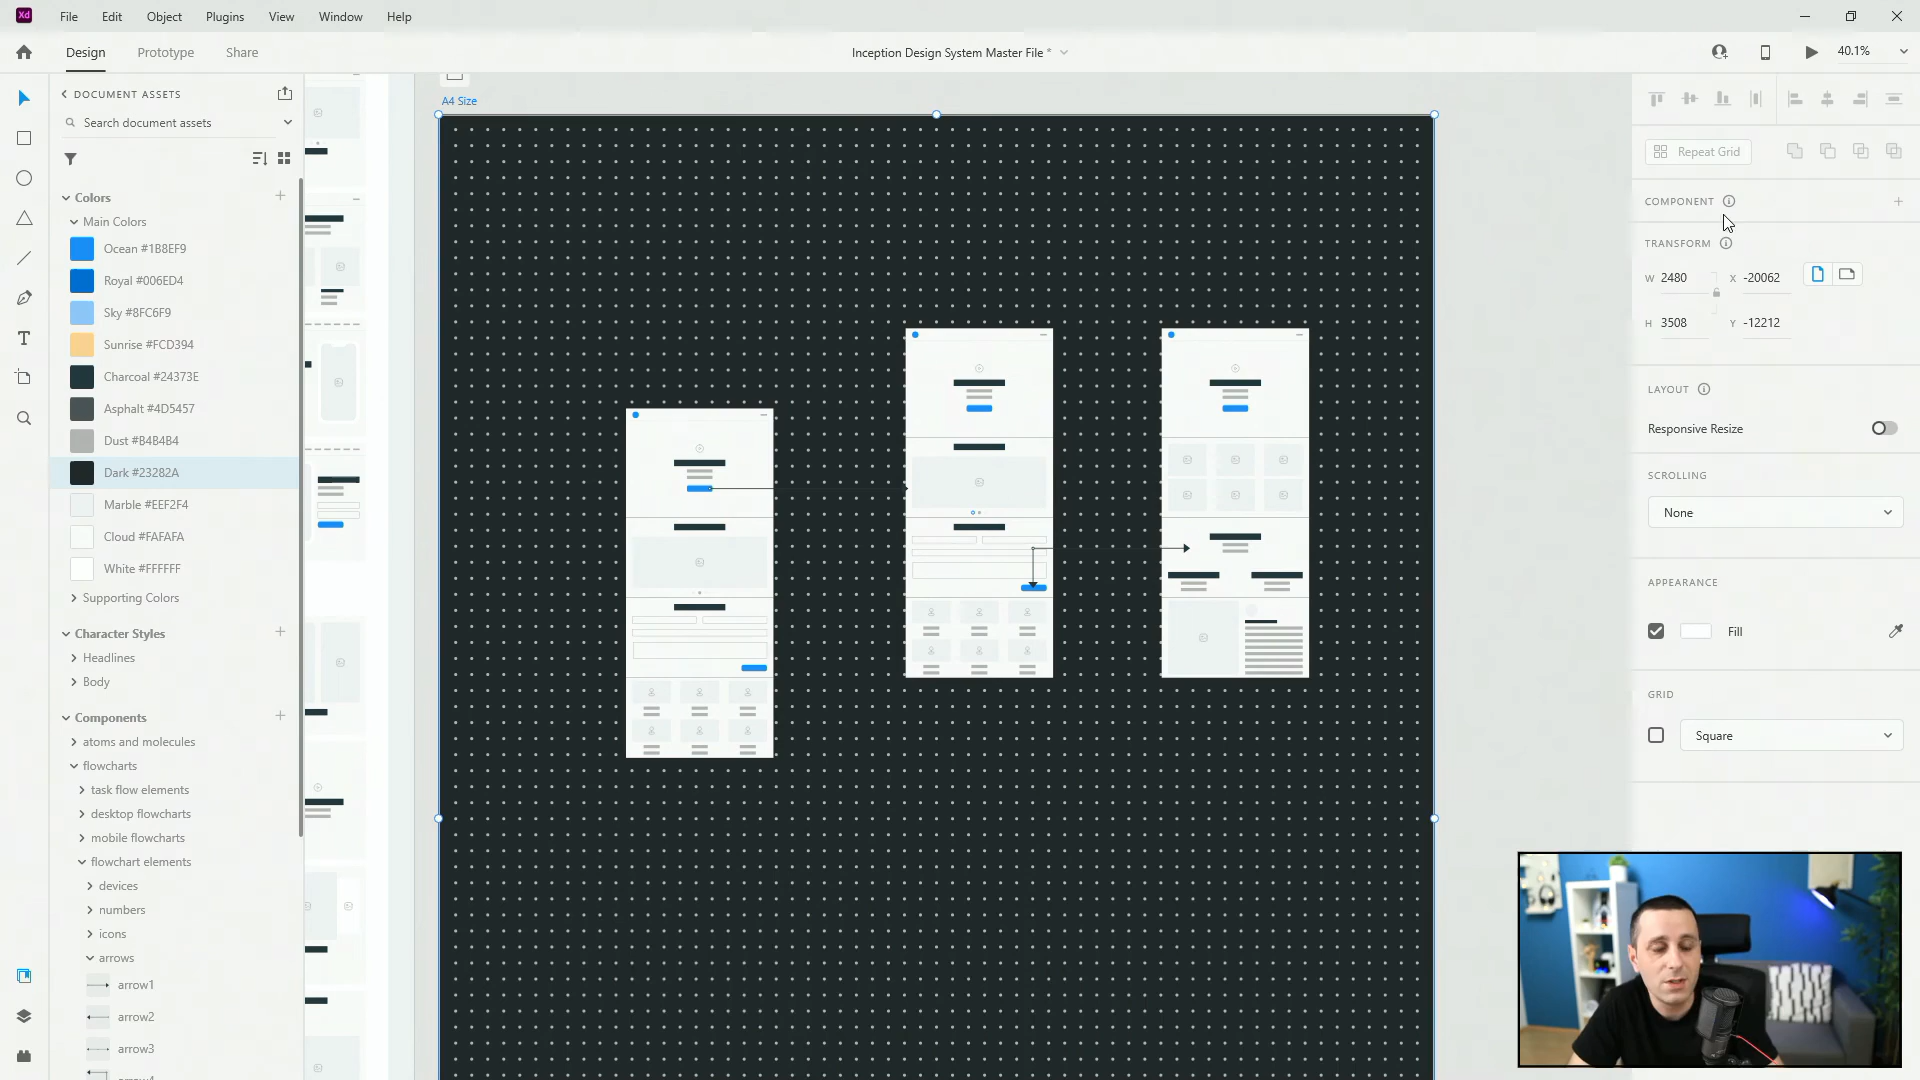 Xd
File
Edit
Object
Plugins
View
Window
Help
Design
Prototype
Share
Inception Design System Master File *
40.1%
DOCUMENT ASSETS
Search document assets
Colors
Main Colors
Ocean #1B8EF9
Royal #006ED4
Sky #8FC6F9
Sunrise #FCD394
Charcoal #24373E
Asphalt #4D5457
Dust #B4B4B4
Dark #23282A
Marble #EEF2F4
Cloud #FAFAFA
White #FFFFFF
Supporting Colors
Character Styles
Headlines
Body
Components
atoms and molecules
flowcharts
task flow elements
desktop flowcharts
mobile flowcharts
flowchart elements
devices
numbers
icons
arrows
arrow1
arrow2
arrow3
A4 Size
Repeat Grid
COMPONENT
TRANSFORM
W 2480
X -20062
H 3508
Y -12212
LAYOUT
Responsive Resize
SCROLLING
None
APPEARANCE
Fill
GRID
Square